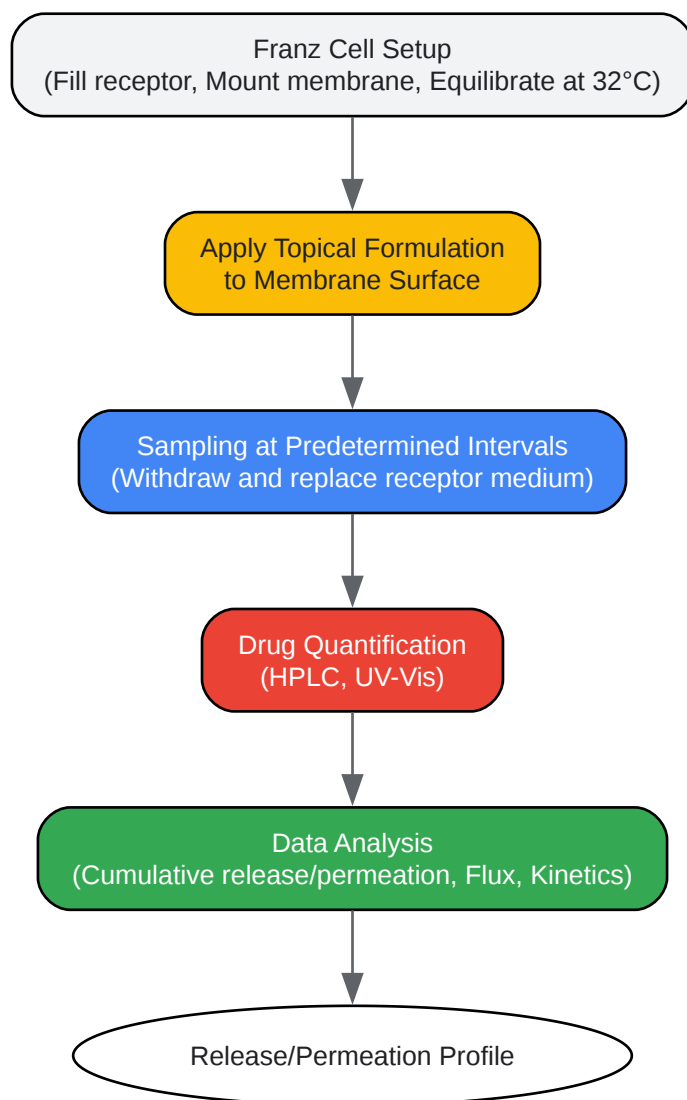 Franz Cell Setup
(Fill receptor, Mount membrane, Equilibrate at 32°C)
Apply Topical Formulation
to Membrane Surface
Sampling at Predetermined Intervals
(Withdraw and replace receptor medium)
Drug Quantification
(HPLC, UV-Vis)
Data Analysis
(Cumulative release/permeation, Flux, Kinetics)
Release/Permeation Profile